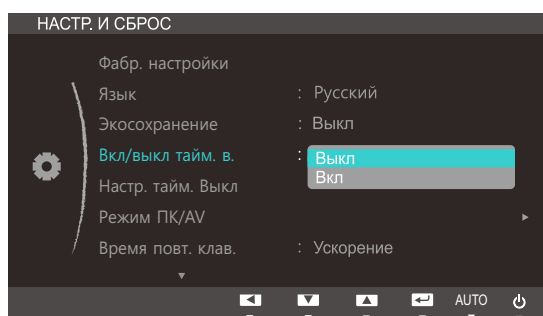 НАСТР. И СБРОС
Фабр. настройки
Язык : Русский
Экосохранение : Выкл
Вкл/выкл тайм. в. : Выкл
Вкл
Настр. тайм. Выкл
Режим ПК/AV
Время повт. клав. : Ускорение
AUTO